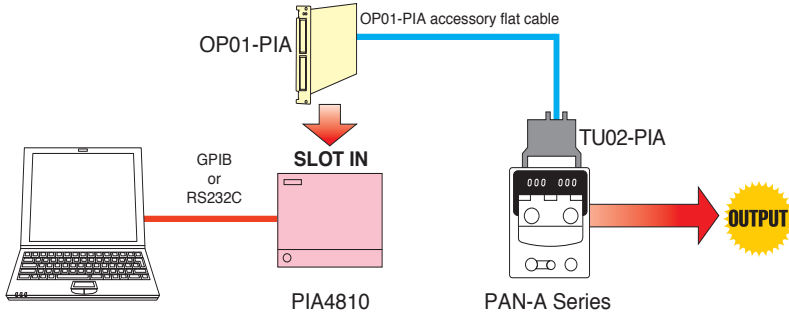 OP01-PIA accessory flat cable
OP01-PIA
TU02-PIA
GPIB
or
RS232C
SLOT IN
000 000
OUTPUT
PIA4810
PAN-A Series